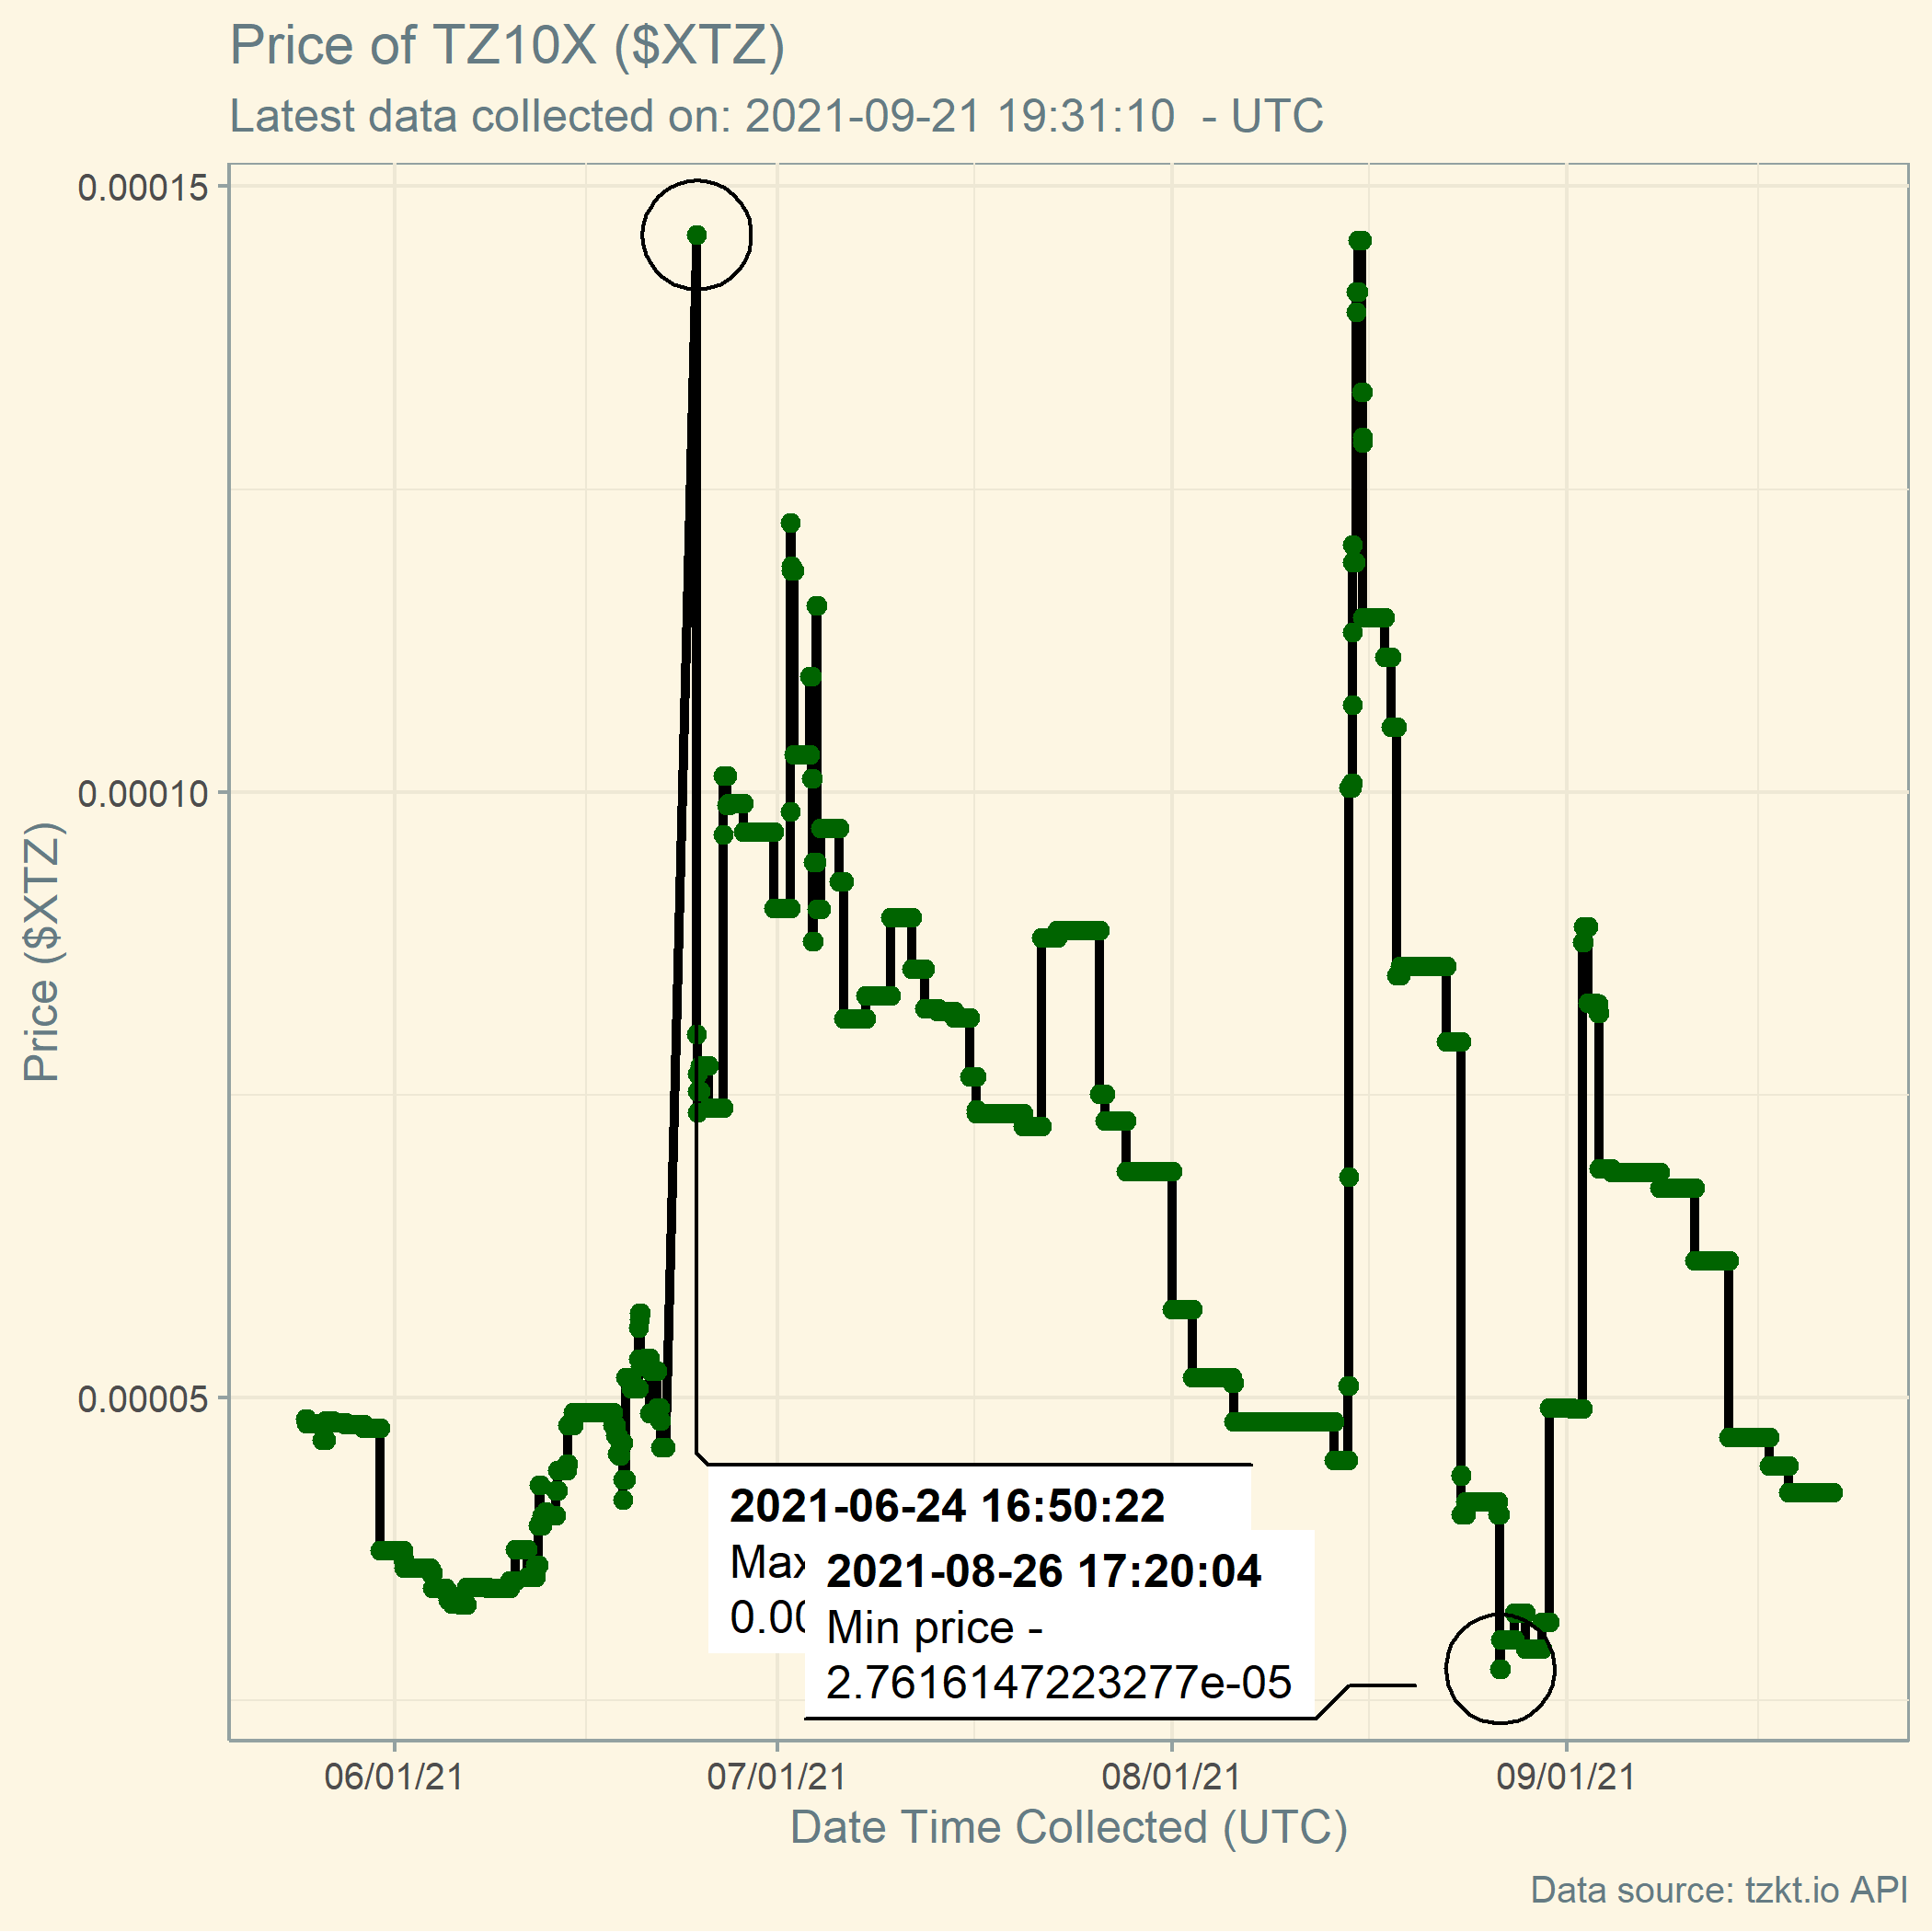 Price of TZ10X ($XTZ)
Latest data collected on: 2021-09-21 19:31:10  - UTC
0.00015
0.00010
0.00005
Price ($XTZ)
2021-06-24 16:50:22
Max
0.00
2021-08-26 17:20:04
Min price -
2.7616147223277e-05
06/01/21
07/01/21
08/01/21
09/01/21
Date Time Collected (UTC)
Data source: tzkt.io API